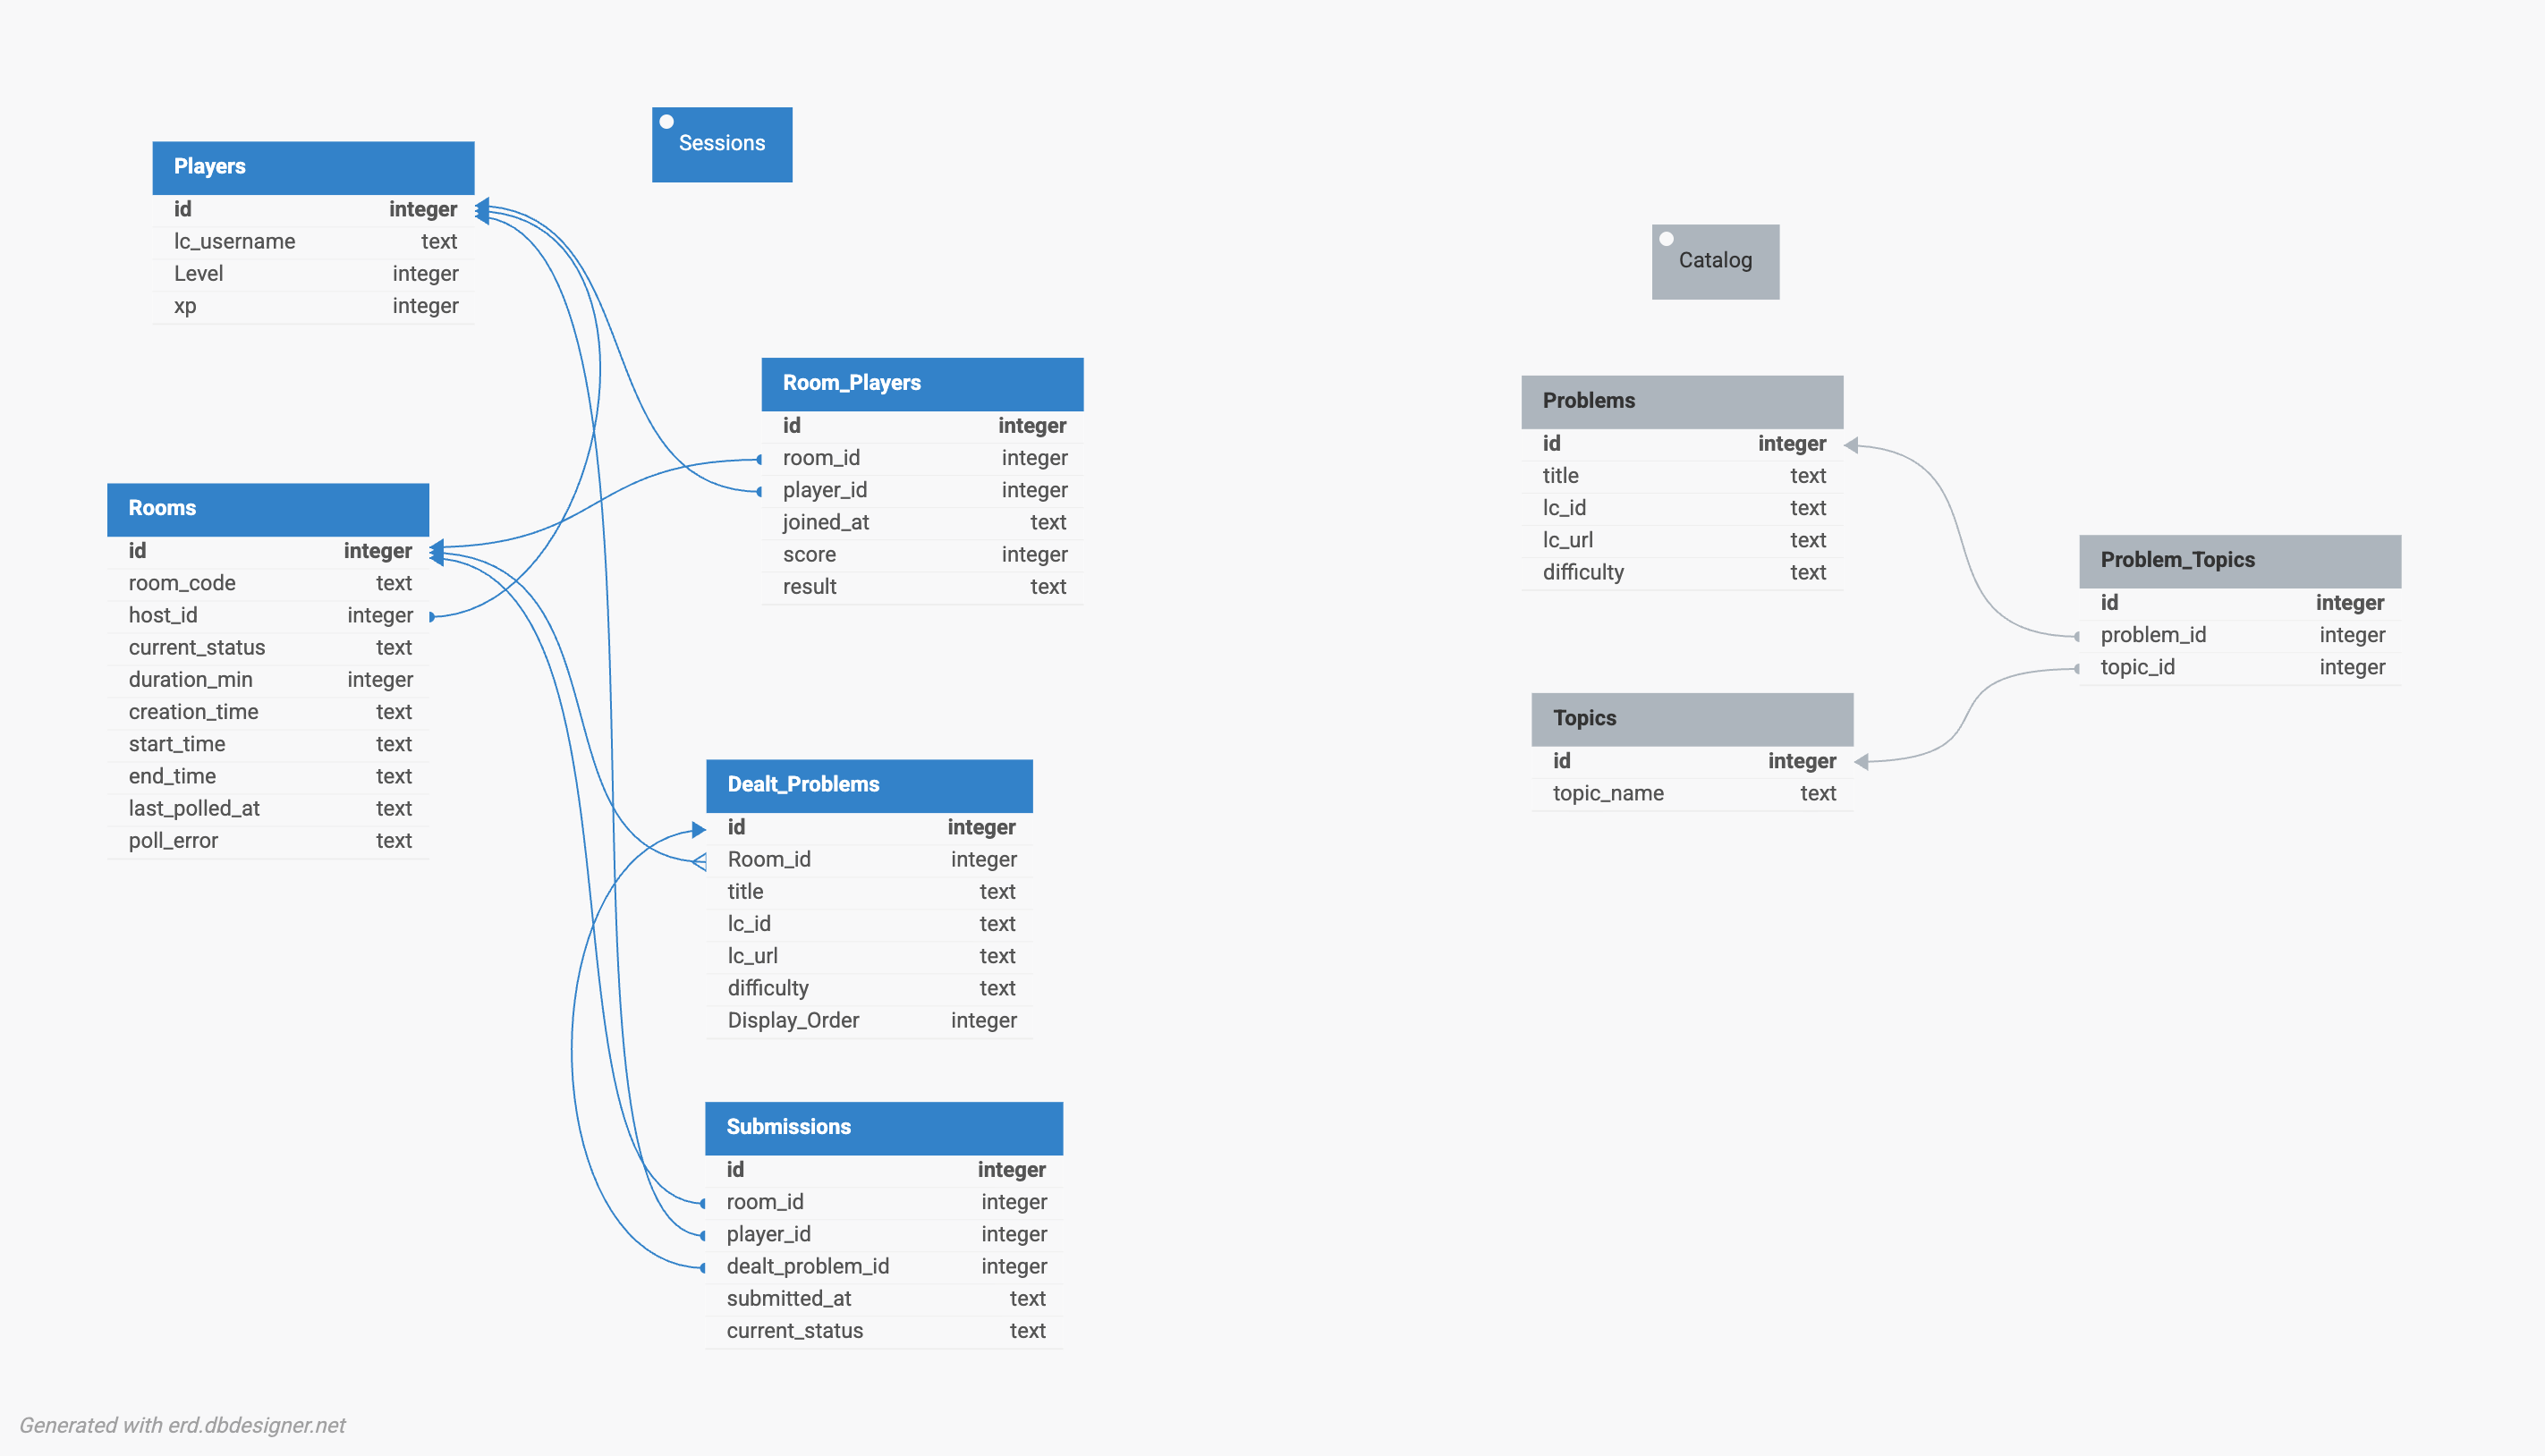 Sessions
Players
id integer
lc_username text
Level integer
xp integer
Catalog
Room_Players
id integer
room_id integer
player_id integer
joined_at text
score integer
result text
Problems
id integer
title text
lc_id text
lc_url text
difficulty text
Rooms
id integer
room_code text
host_id integer
current_status text
duration_min integer
creation_time text
start_time text
end_time text
last_polled_at text
poll_error text
Problem_Topics
id integer
problem_id integer
topic_id integer
Topics
id integer
topic_name text
Dealt_Problems
id integer
Room_id integer
title text
lc_id text
lc_url text
difficulty text
Display_Order integer
Submissions
id integer
room_id integer
player_id integer
dealt_problem_id integer
submitted_at text
current_status text
Generated with erd.dbdesigner.net